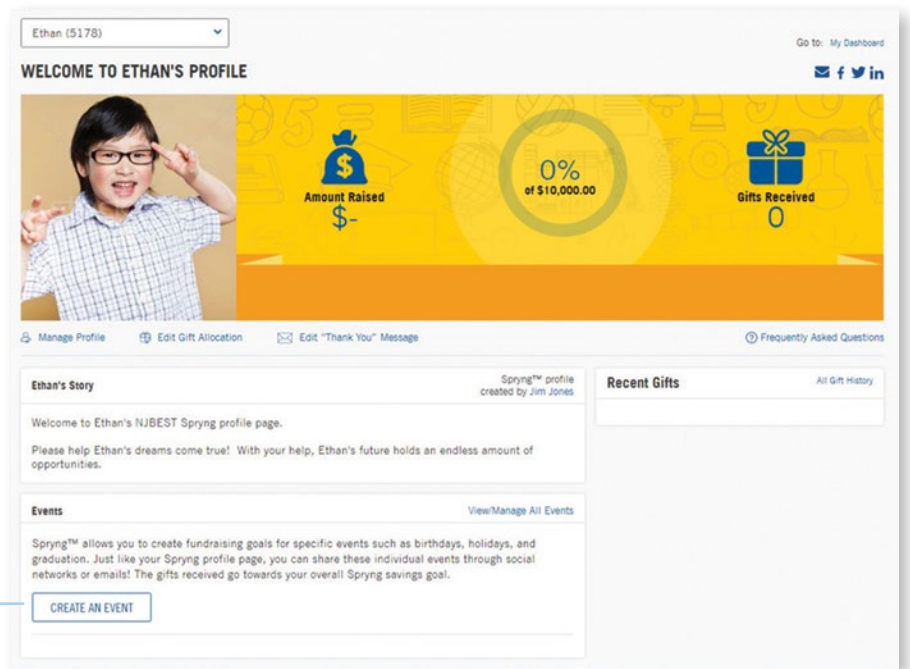 Ethan (5178)
Go to: My Dashboard
WELCOME TO ETHAN'S PROFILE
Amount Raised
$-
0%
of $10,000.00
Gifts Received
0
Manage Profile
Edit Gift Allocation
Edit "Thank You" Message
Frequently Asked Questions
Ethan's Story
Spryng™ profile
created by Jim Jones
Welcome to Ethan's NJBEST Spryng profile page.
Please help Ethan's dreams come true! With your help, Ethan's future holds an endless amount of
opportunities.
Recent Gifts
All Gift History
Events
View/Manage All Events
Spryng™ allows you to create fundraising goals for specific events such as birthdays, holidays, and
graduation. Just like your Spryng profile page, you can share these individual events through social
networks or emails! The gifts received go towards your overall Spryng savings goal.
CREATE AN EVENT